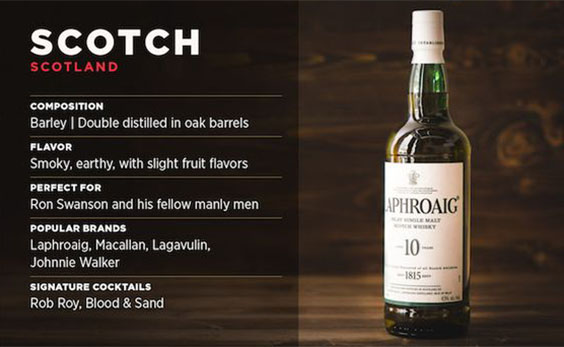 SCOTCH
SCOTLAND
COMPOSITION
Barley | Double distilled in oak barrels
FLAVOR
Smoky, earthy, with slight fruit flavors
PERFECT FOR
Ron Swanson and his fellow manly men
POPULAR BRANDS
Laphroaig, Macallan, Lagavulin,
Johnnie Walker
SIGNATURE COCKTAILS
Rob Roy, Blood & Sand
APHROAIG
ISLAY SINGLE MALT
SCOTCH WHISKY
10 YEARS
1815